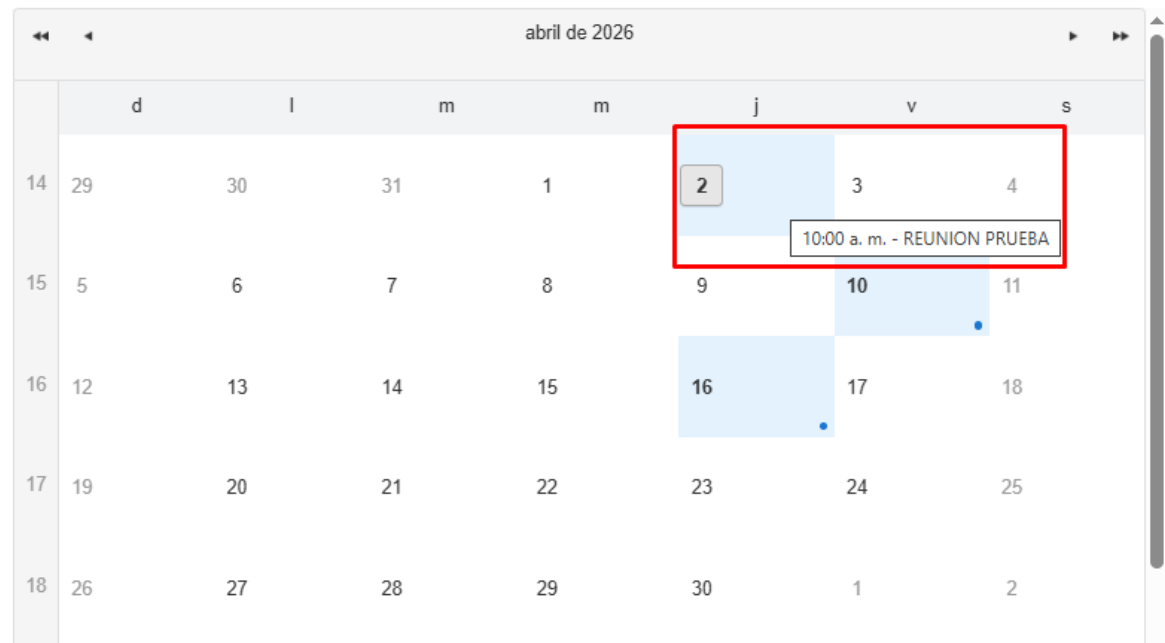 abril de 2026
d l m m j v s
14 29 30 31 1 2 3 4
10:00 a. m. - REUNION PRUEBA
15 5 6 7 8 9 10 11
16 12 13 14 15 16 17 18
17 19 20 21 22 23 24 25
18 26 27 28 29 30 1 2